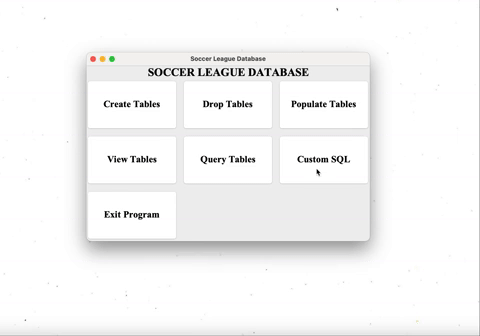 Soccer League Database
SOCCER LEAGUE DATABASE
Create Tables
Drop Tables
Populate Tables
View Tables
Query Tables
Custom SQL
Exit Program